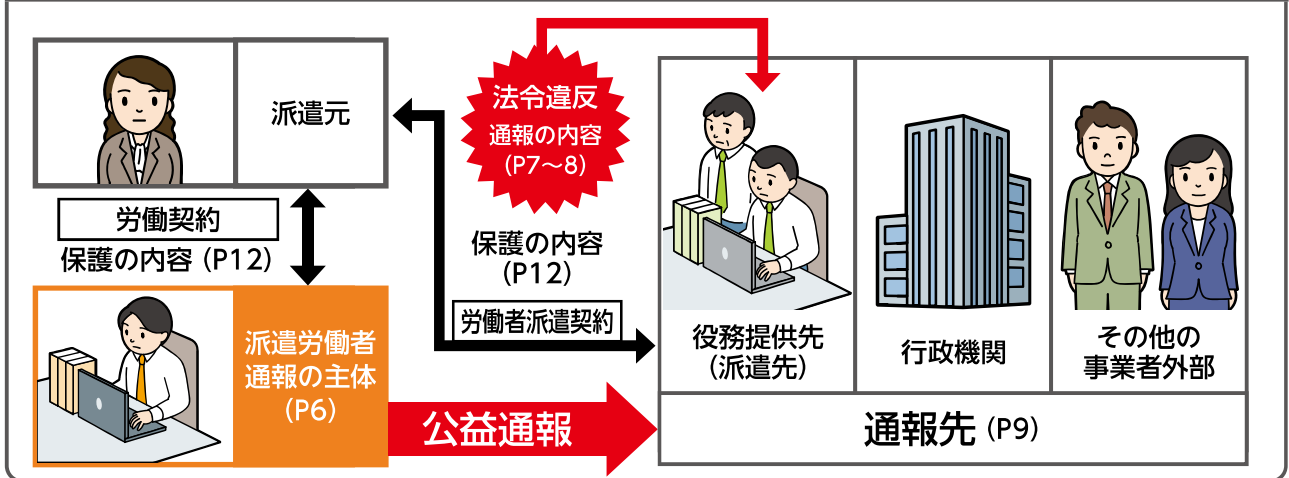 派遣元
労働契約
保護の内容(P12)
派遣労働者
通報の主体
(P6)
法令違反
通報の内容
(P7～8)
保護の内容
(P12)
労働者派遣契約
公益通報
役務提供先
(派遣先)
行政機関
その他の
事業者外部
通報先(P9)